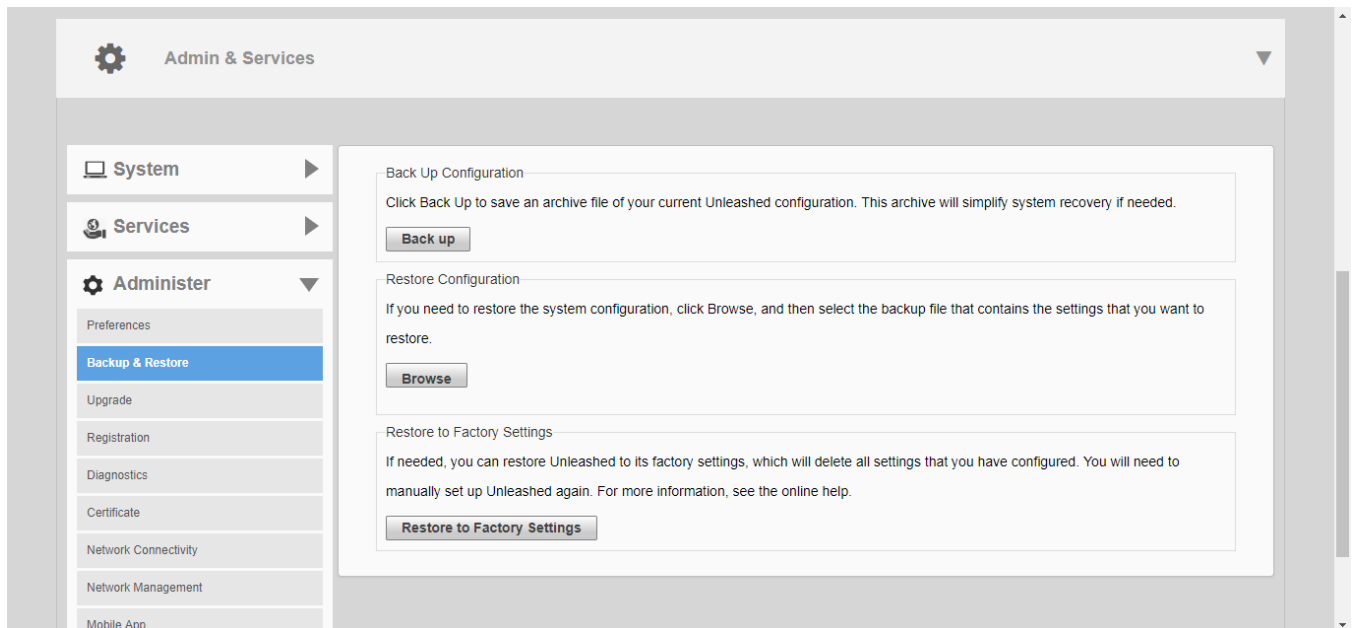 Admin & Services
System
Services
Administer
Preferences
Backup & Restore
Upgrade
Registration
Diagnostics
Certificate
Network Connectivity
Network Management
Mobile App
Back Up Configuration
Click Back Up to save an archive file of your current Unleashed configuration. This archive will simplify system recovery if needed.
Back up
Restore Configuration
If you need to restore the system configuration, click Browse, and then select the backup file that contains the settings that you want to
restore.
Browse
Restore to Factory Settings
If needed, you can restore Unleashed to its factory settings, which will delete all settings that you have configured. You will need to
manually set up Unleashed again. For more information, see the online help.
Restore to Factory Settings